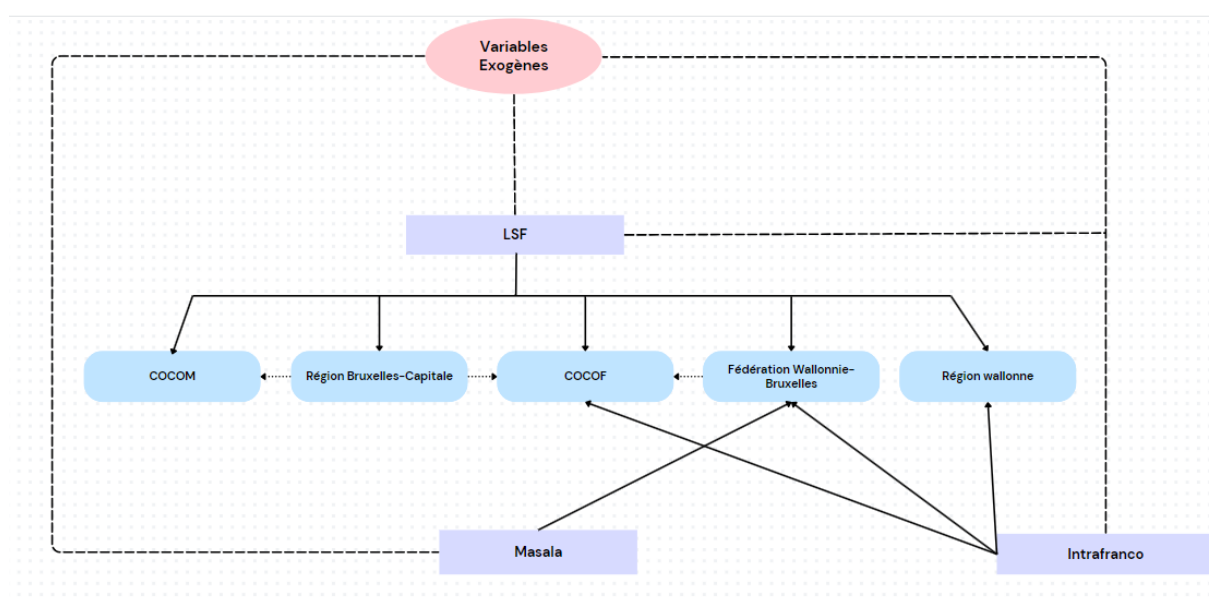 Variables
Exogènes
LSF
COCOM
Région Bruxelles-Capitale
COCOF
Fédération Wallonie-
Bruxelles
Région wallonne
Masala
Intrafranco